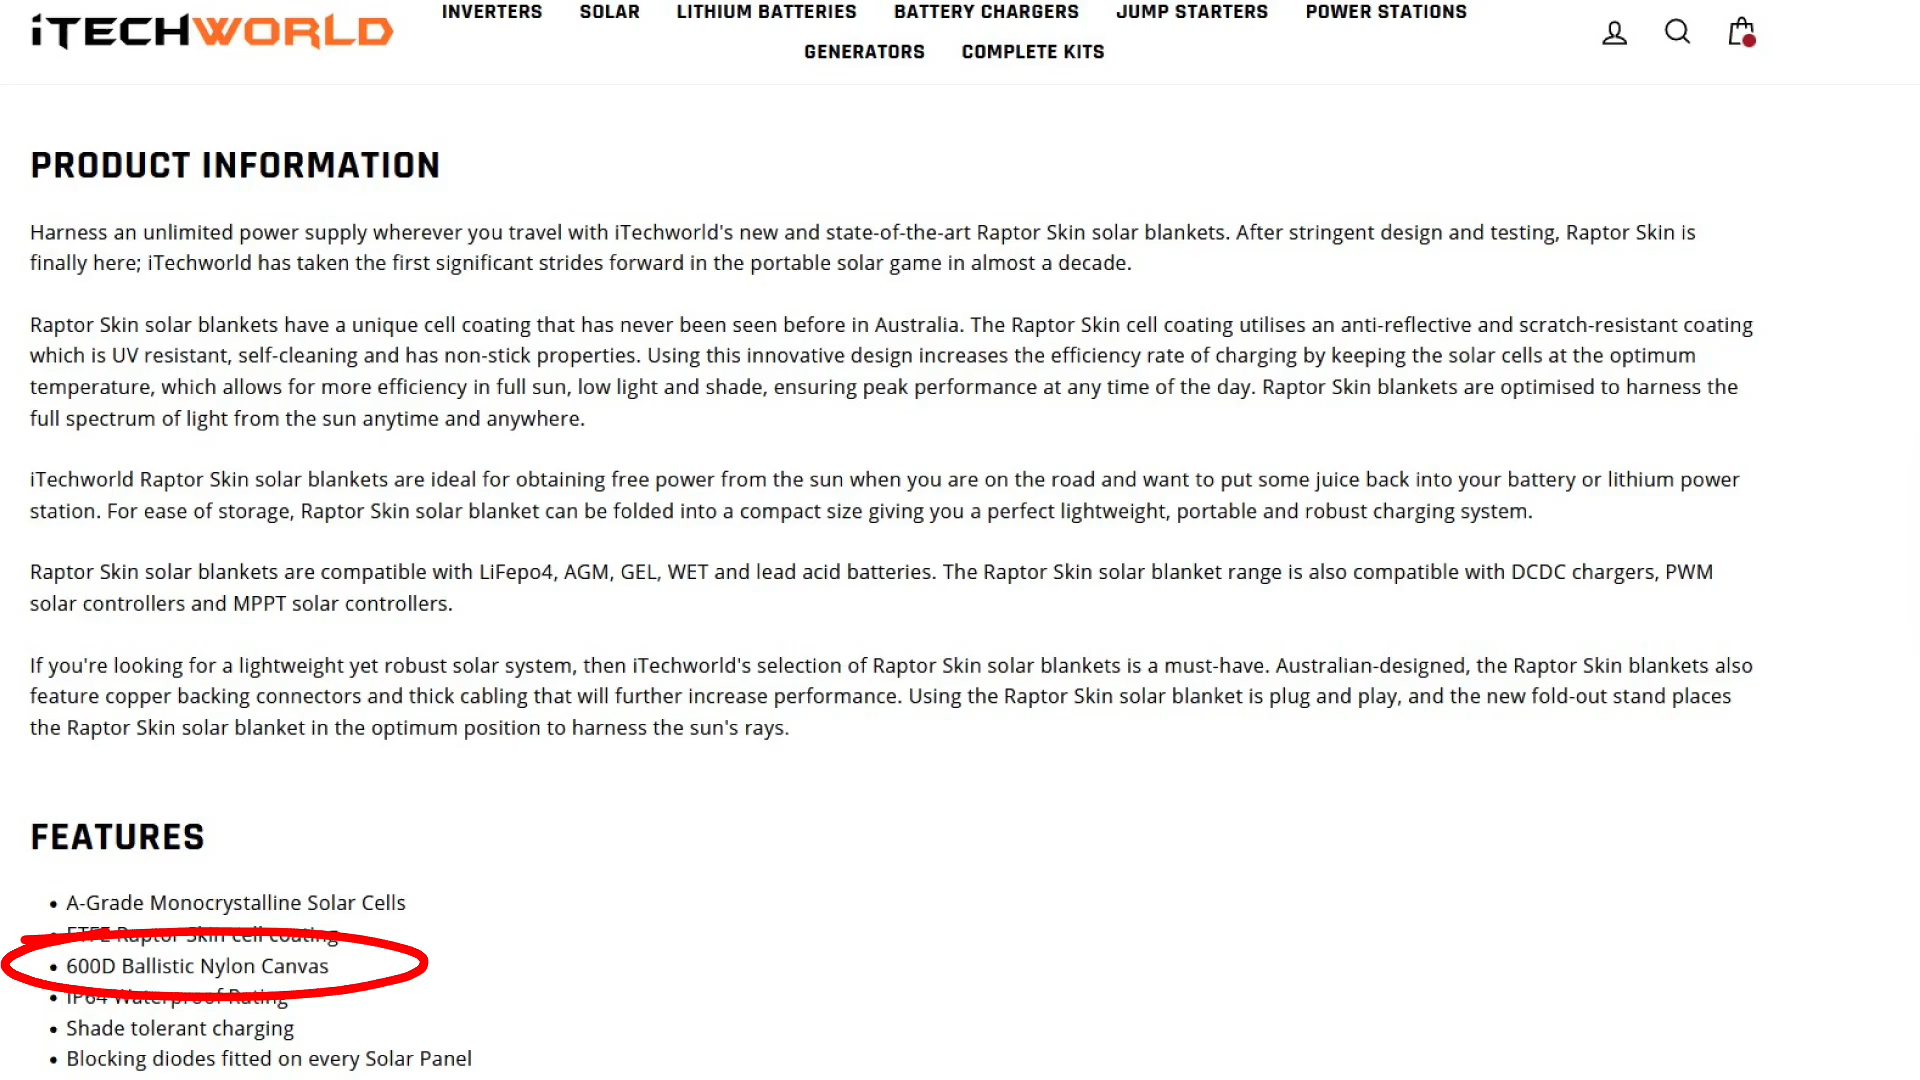 iTECHWORLD
INVERTERS SOLAR LITHIUM BATTERIES BATTERY CHARGERS JUMP STARTERS POWER STATIONS
GENERATORS COMPLETE KITS
PRODUCT INFORMATION
Harness an unlimited power supply wherever you travel with iTechworld's new and state-of-the-art Raptor Skin solar blankets. After stringent design and testing, Raptor Skin is
finally here; iTechworld has taken the first significant strides forward in the portable solar game in almost a decade.
Raptor Skin solar blankets have a unique cell coating that has never been seen before in Australia. The Raptor Skin cell coating utilises an anti-reflective and scratch-resistant coating
which is UV resistant, self-cleaning and has non-stick properties. Using this innovative design increases the efficiency rate of charging by keeping the solar cells at the optimum
temperature, which allows for more efficiency in full sun, low light and shade, ensuring peak performance at any time of the day. Raptor Skin blankets are optimised to harness the
full spectrum of light from the sun anytime and anywhere.
iTechworld Raptor Skin solar blankets are ideal for obtaining free power from the sun when you are on the road and want to put some juice back into your battery or lithium power
station. For ease of storage, Raptor Skin solar blanket can be folded into a compact size giving you a perfect lightweight, portable and robust charging system.
Raptor Skin solar blankets are compatible with LiFepo4, AGM, GEL, WET and lead acid batteries. The Raptor Skin solar blanket range is also compatible with DCDC chargers, PWM
solar controllers and MPPT solar controllers.
If you're looking for a lightweight yet robust solar system, then iTechworld's selection of Raptor Skin solar blankets is a must-have. Australian-designed, the Raptor Skin blankets also
feature copper backing connectors and thick cabling that will further increase performance. Using the Raptor Skin solar blanket is plug and play, and the new fold-out stand places
the Raptor Skin solar blanket in the optimum position to harness the sun's rays.
FEATURES
• A-Grade Monocrystalline Solar Cells
• ETFE Raptor Skin cell coating
• 600D Ballistic Nylon Canvas
• IP64 Waterproof Rating
• Shade tolerant charging
• Blocking diodes fitted on every Solar Panel